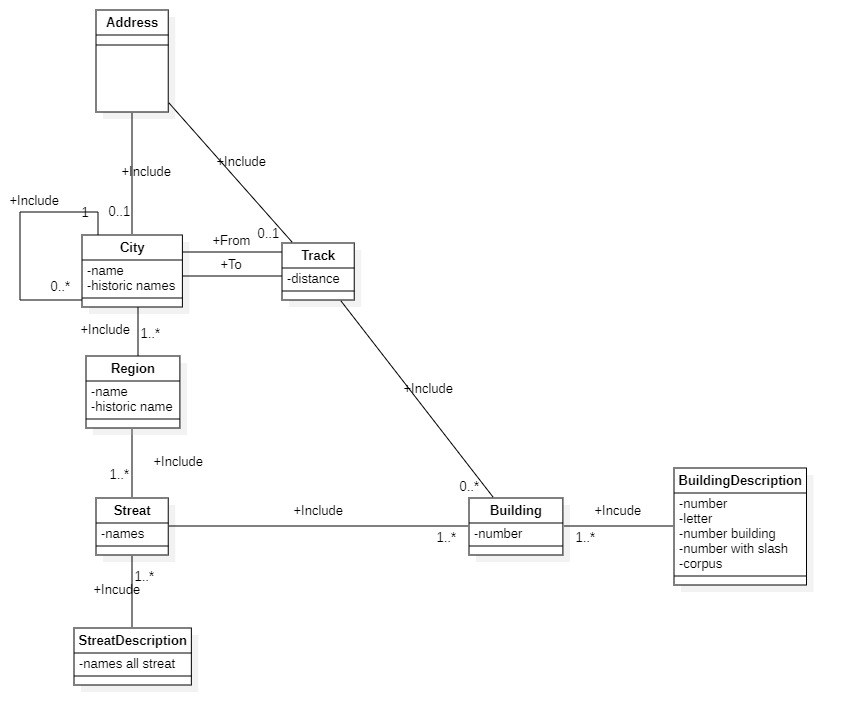 Address
+Include
+Include
+Include
1
0..1
0..1
+From
+To
City
-name
-historic names
Track
-distance
0..*
+Include
1..*
Region
-name
-historic name
+Include
+Include
1..*
0..*
Streat
-names
+Include
1..*
Building
-number
+Incude
1..*
BuildingDescription
-number
-letter
-number building
-number with slash
-corpus
1..*
+Incude
StreatDescription
-names all streat